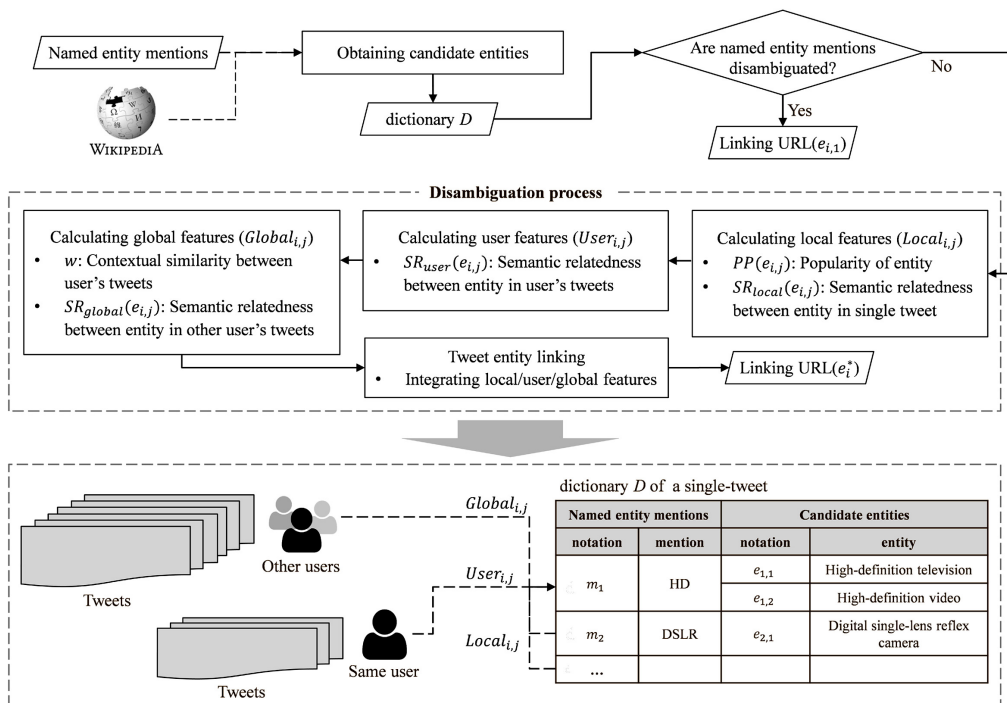 Named entity mentions
WIKIPEDIA
Obtaining candidate entities
dictionary D
Are named entity mentions
disambiguated?
No
Yes
Linking URL(e_{i,1})
Disambiguation process
Calculating global features (Global_{i,j})
• w: Contextual similarity between
user's tweets
• SR_{global}(e_{i,j}): Semantic relatedness
between entity in other user's tweets
Calculating user features (User_{i,j})
• SR_{user}(e_{i,j}): Semantic relatedness
between entity in user's tweets
Calculating local features (Local_{i,j})
• PP(e_{i,j}): Popularity of entity
• SR_{local}(e_{i,j}): Semantic relatedness
between entity in single tweet
Tweet entity linking
• Integrating local/user/global features
Linking URL(e_i^*)
Tweets
Other users
Tweets
Same user
Global_{i,j}
User_{i,j}
Local_{i,j}
dictionary D of a single-tweet
Named entity mentions Candidate entities
notation mention notation entity
m_1 HD e_{1,1} High-definition television
e_{1,2} High-definition video
m_2 DSLR e_{2,1} Digital single-lens reflex
camera
...